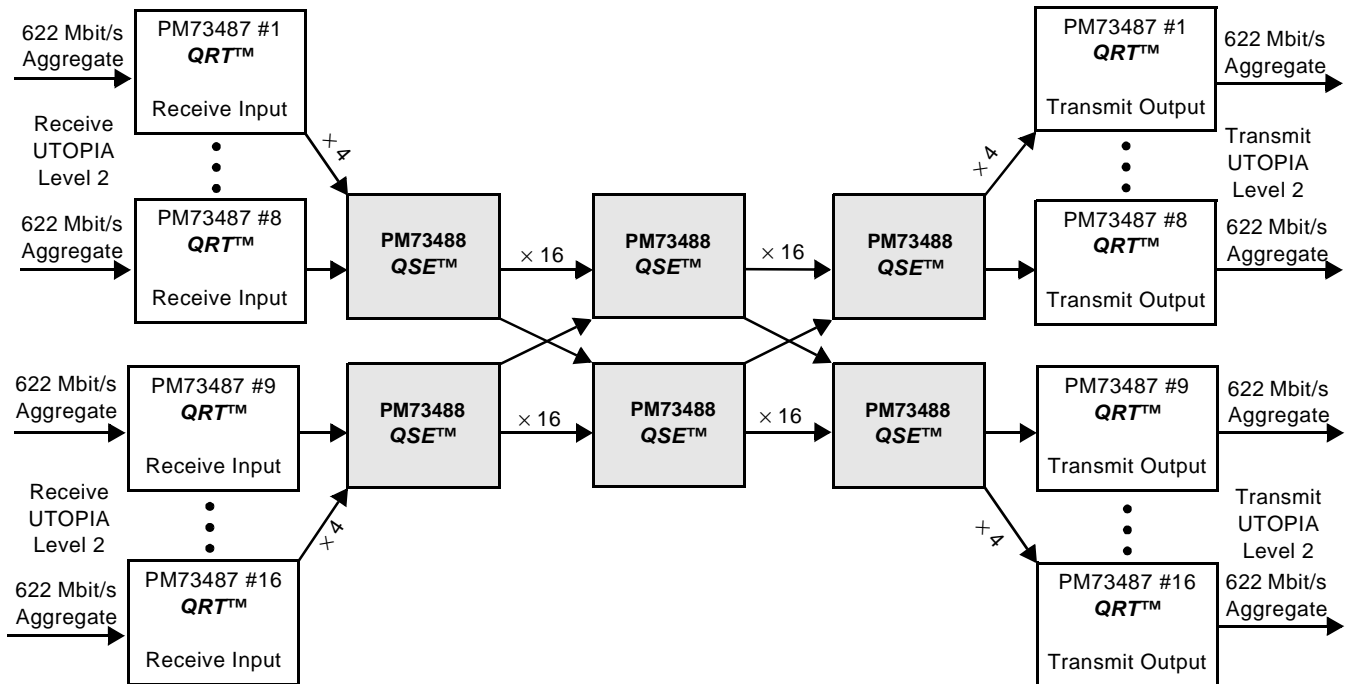 622 Mbit/s
Aggregate
PM73487 #1
QRT™
Receive Input
Receive
UTOPIA
Level 2
× 4
622 Mbit/s
Aggregate
PM73487 #8
QRT™
Receive Input
PM73488
QSE™
× 16
PM73488
QSE™
× 16
PM73488
QSE™
× 4
PM73487 #1
QRT™
Transmit Output
622 Mbit/s
Aggregate
Transmit
UTOPIA
Level 2
PM73487 #8
QRT™
Transmit Output
622 Mbit/s
Aggregate
622 Mbit/s
Aggregate
PM73487 #9
QRT™
Receive Input
Receive
UTOPIA
Level 2
× 4
622 Mbit/s
Aggregate
PM73487 #16
QRT™
Receive Input
PM73488
QSE™
× 16
PM73488
QSE™
× 16
PM73488
QSE™
× 4
PM73487 #9
QRT™
Transmit Output
622 Mbit/s
Aggregate
Transmit
UTOPIA
Level 2
PM73487 #16
QRT™
Transmit Output
622 Mbit/s
Aggregate